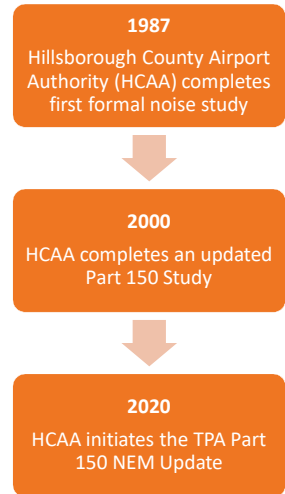 1987
Hillsborough County Airport
Authority (HCAA) completes
first formal noise study
2000
HCAA completes an updated
Part 150 Study
2020
HCAA initiates the TPA Part
150 NEM Update